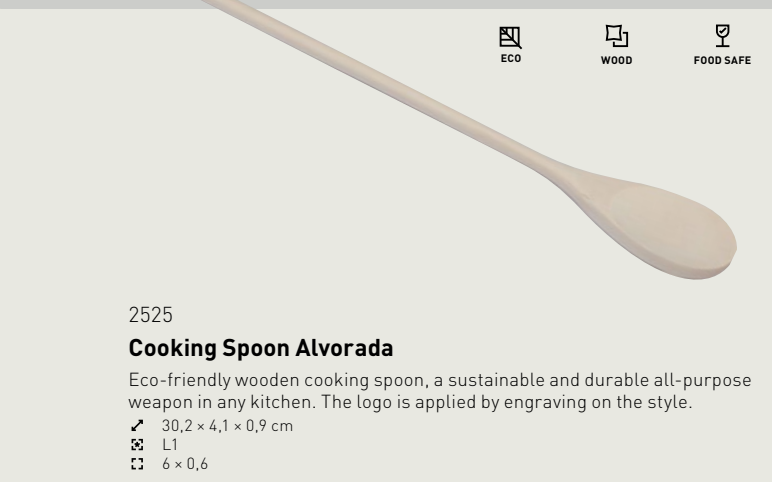 ECO
WOOD
FOOD SAFE
2525
Cooking Spoon Alvorada
Eco-friendly wooden cooking spoon, a sustainable and durable all-purpose
weapon in any kitchen. The logo is applied by engraving on the style.
30,2 × 4,1 × 0,9 cm
L1
6 × 0,6